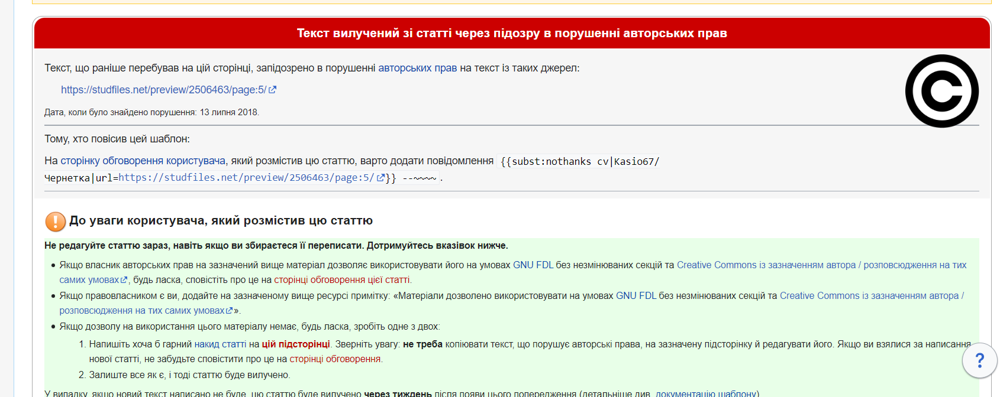 Текст вилучений зі статті через підозру в порушенні авторських прав
Текст, що раніше перебував на цій сторінці, запідозрено в порушенні авторських прав на текст із таких джерел:
https://studfiles.net/preview/2506463/page:5/
Дата, коли було знайдено порушення: 13 липня 2018.
Тому, хто повісив цей шаблон:
На сторінку обговорення користувача, який розмістив цю статтю, варто додати повідомлення {{subst:nothanks cv|Kasio67/
Чернетка|url=https://studfiles.net/preview/2506463/page:5/}} --~~~~ .
До уваги користувача, який розмістив цю статтю
Не редагуйте статтю зараз, навіть якщо ви збираєтеся її переписати. Дотримуйтесь вказівок нижче.
• Якщо власник авторських прав на зазначений вище матеріал дозволяє використовувати його на умовах GNU FDL без незмінюваних секцій та Creative Commons із зазначенням автора / розповсюдження на тих
самих умовах, будь ласка, сповістіть про це на сторінці обговорення цієї статті.
• Якщо правовласником є ви, додайте на зазначеному вище ресурсі примітку: «Матеріали дозволено використовувати на умовах GNU FDL без незмінюваних секцій та Creative Commons із зазначенням автора /
розповсюдження на тих самих умовах».
• Якщо дозволу на використання цього матеріалу немає, будь ласка, зробіть одне з двох:
1. Напишіть хоча б гарний накид статті на цій підсторінці. Зверніть увагу: не треба копіювати текст, що порушує авторські права, на зазначену підсторінку й редагувати його. Якщо ви взялися за написання
нової статті, не забудьте сповістити про це на сторінці обговорення.
2. Залиште все як є, і тоді статтю буде вилучено.
У випадку, якщо новий текст написано не буде, цю статтю буде вилучено через тиждень після появи цього попередження (детальніше див. документацію шаблону)
?